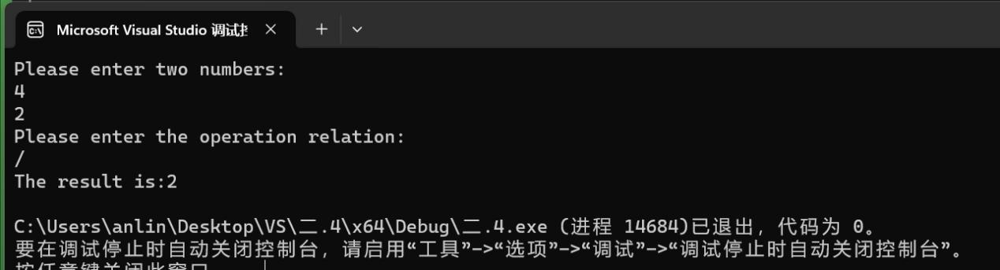 Microsoft Visual Studio 调试控
Please enter two numbers:
4
2
Please enter the operation relation:
/
The result is:2
C:\Users\anlin\Desktop\VS\二.4\x64\Debug\二.4.exe (进程 14684)已退出，代码为 0。
要在调试停止时自动关闭控制台，请启用“工具”->“选项”->“调试”->“调试停止时自动关闭控制台”。
按任意键关闭此窗口